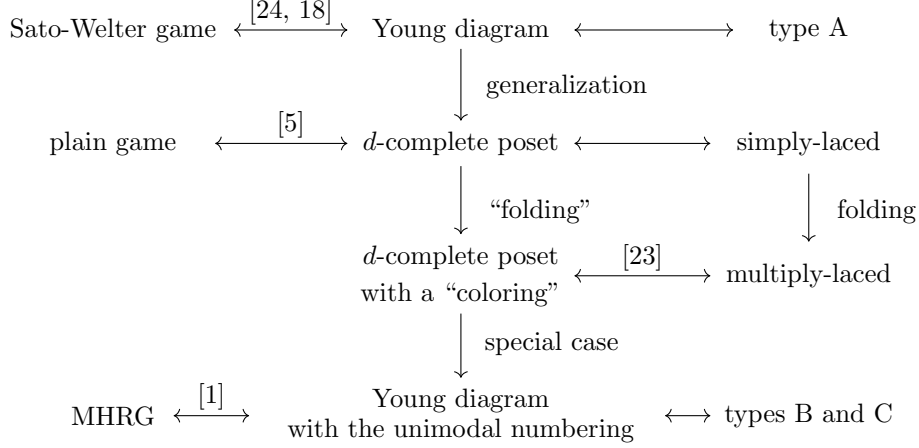 Sato-Welter game [24, 18] Young diagram type A
generalization
plain game [5] d-complete poset simply-laced
“folding” folding
d-complete poset
with a “coloring” [23] multiply-laced
special case
MHRG [1] Young diagram
with the unimodal numbering types B and C